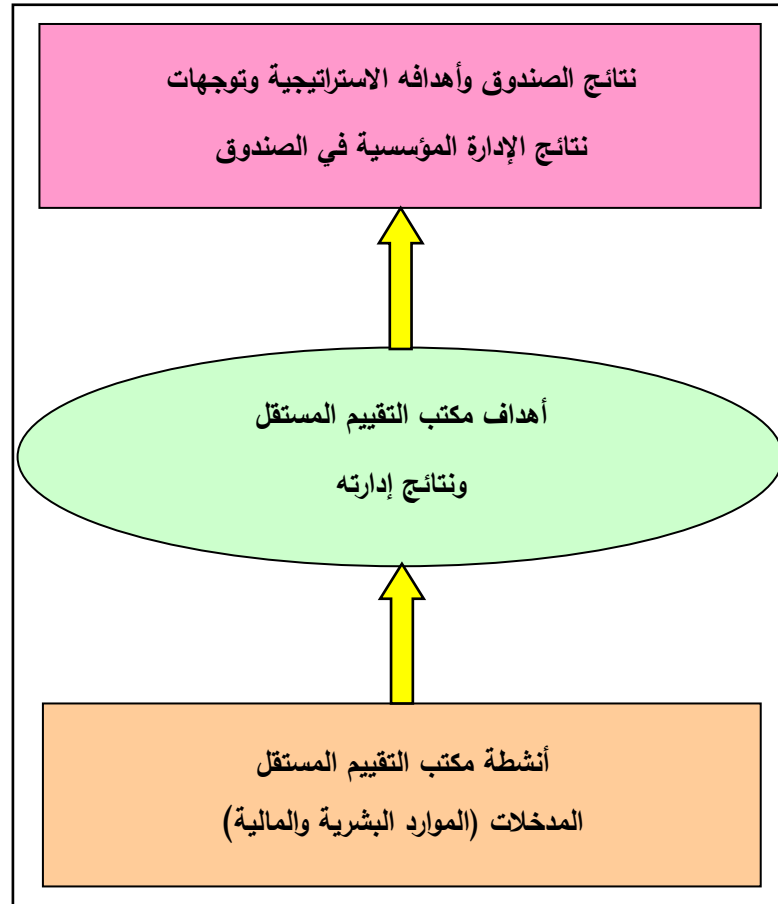 نتائج الصندوق وأهدافه الاستراتيجية وتوجهات
نتائج الإدارة المؤسسية في الصندوق
أهداف مكتب التقييم المستقل
ونتائج إدارته
أنشطة مكتب التقييم المستقل
المدخلات (الموارد البشرية والمالية)